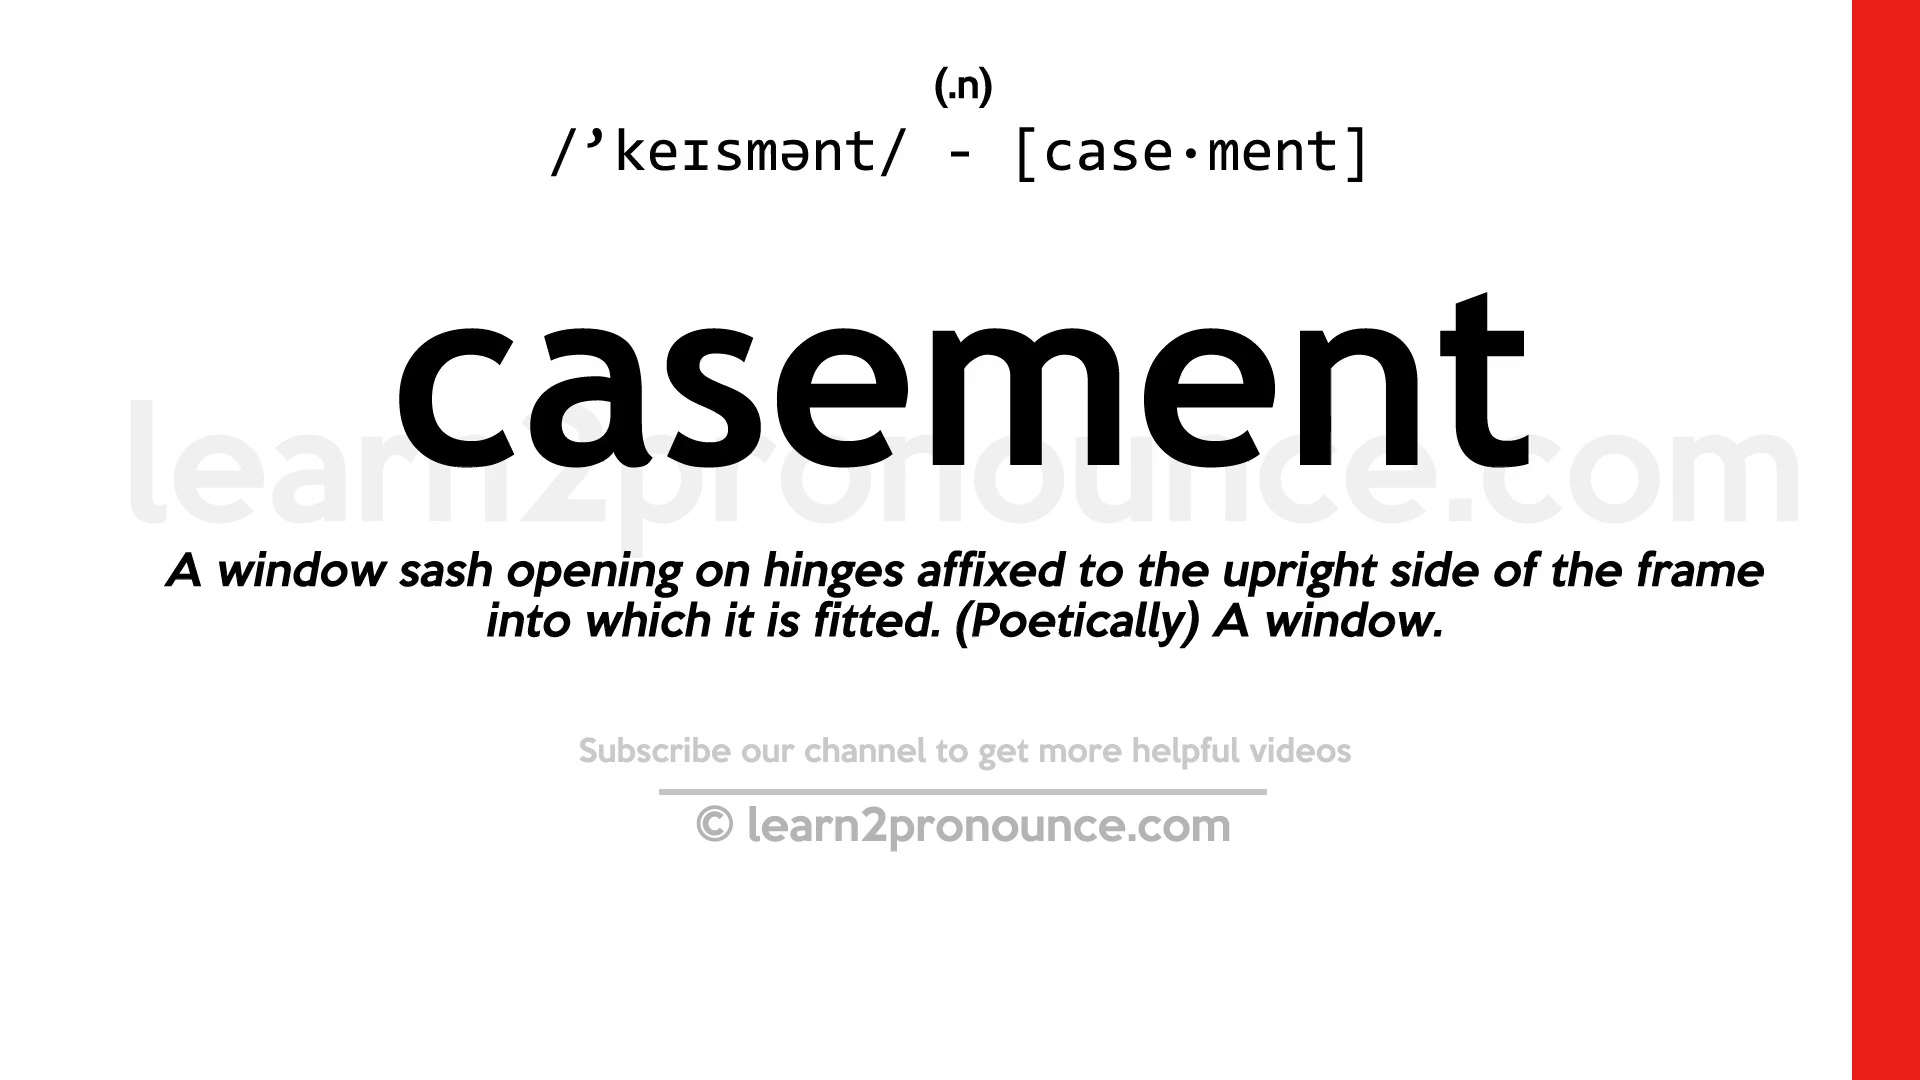 (.n)
/’keɪsmənt/ - [case·ment]
casement
learn2pronounce.com
A window sash opening on hinges affixed to the upright side of the frame
into which it is fitted. (Poetically) A window.
Subscribe our channel to get more helpful videos
© learn2pronounce.com